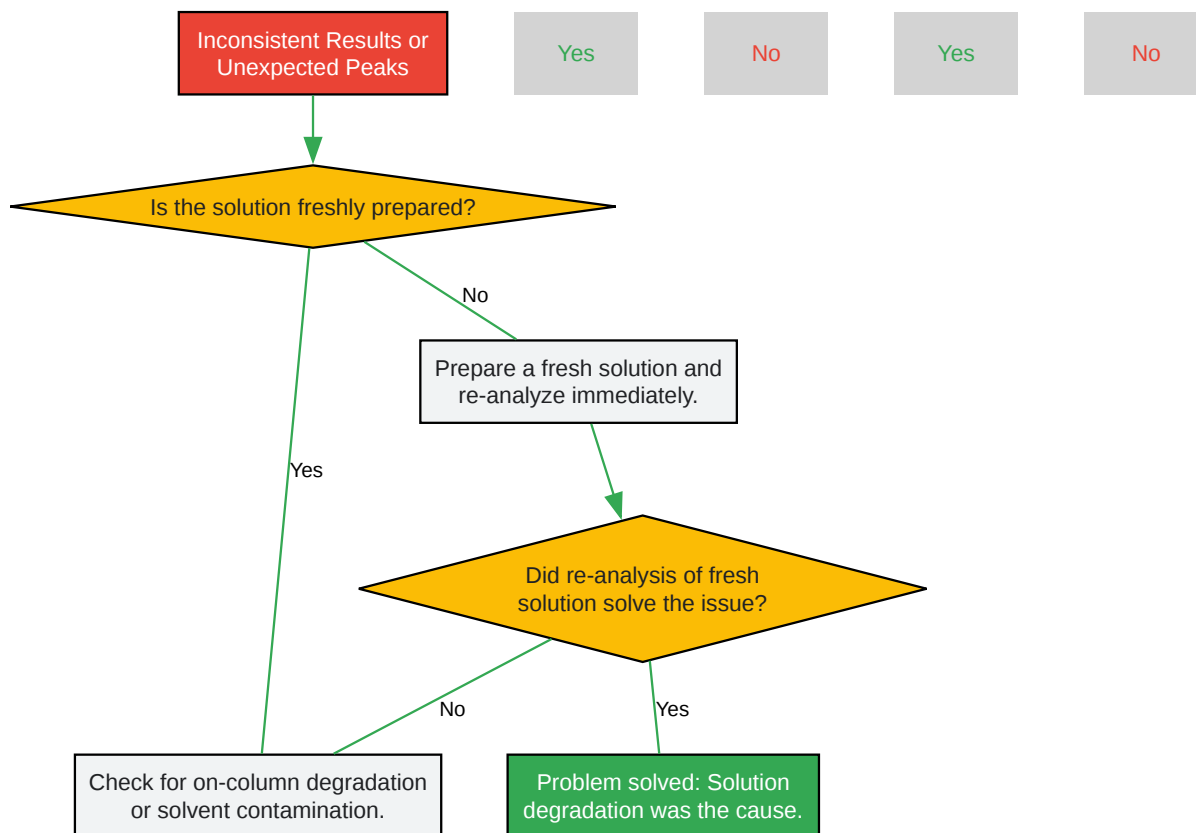 Inconsistent Results or
Unexpected Peaks
Yes
No
Yes
No
Is the solution freshly prepared?
No
Prepare a fresh solution and
re-analyze immediately.
Yes
Did re-analysis of fresh
solution solve the issue?
No
Yes
Check for on-column degradation
or solvent contamination.
Problem solved: Solution
degradation was the cause.